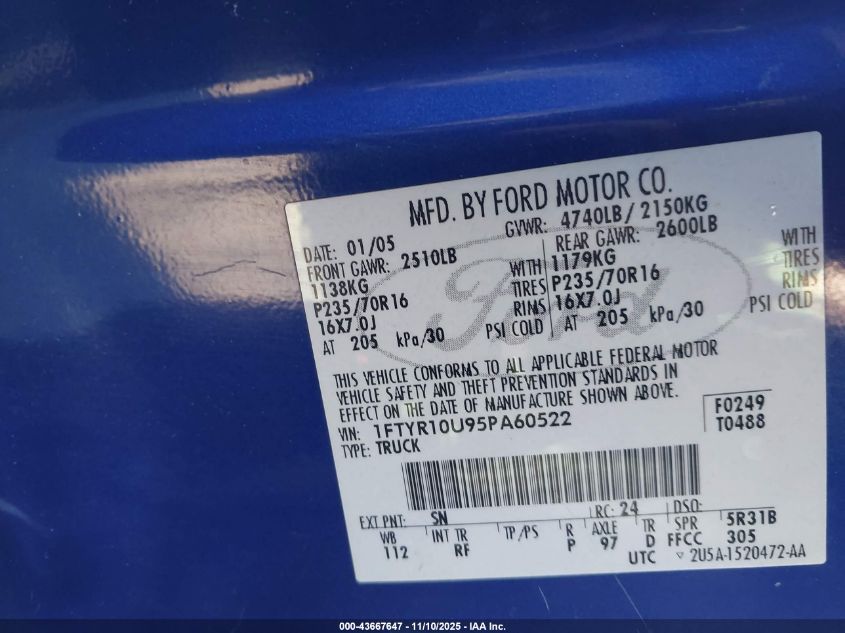 MFD. BY FORD MOTOR CO.
DATE: 01/05 GVWR: 4740LB / 2150KG
FRONT GAWR: 2510LB REAR GAWR: 2600LB
1138KG WITH 1179KG WITH
P235/70R16 TIRES P235/70R16 TIRES
16X7.0J RIMS 16X7.0J RIMS
AT 205 kPa/30 PSI COLD AT 205 kPa/30 PSI COLD
Ford
THIS VEHICLE CONFORMS TO ALL APPLICABLE FEDERAL MOTOR
VEHICLE SAFETY AND THEFT PREVENTION STANDARDS IN
EFFECT ON THE DATE OF MANUFACTURE SHOWN ABOVE.
VIN: 1FTYR10U95PA60522 F0249
TYPE: TRUCK T0488
EXT PNT: SN RC: 24 DSO:
WB INT TR TP/PS R AXLE TR SPR 5R31B
112 RF P 97 D FFCC 305
UTC ▽ 2U5A-1520472-AA
000-43667647 - 11/10/2025 - IAA Inc.